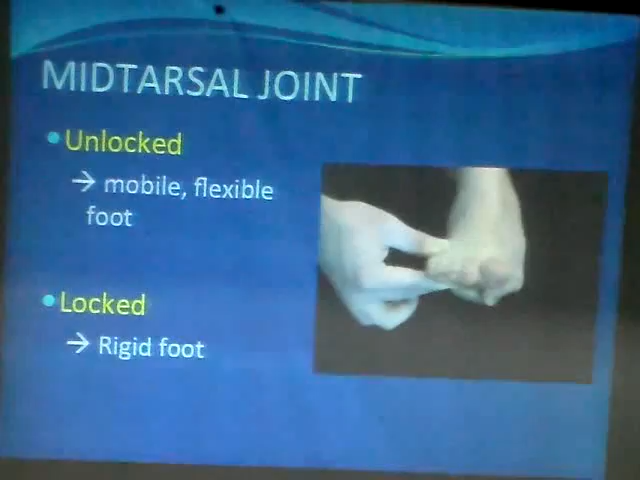 MIDTARSAL JOINT
• Unlocked
→ mobile, flexible
foot
• Locked
→ Rigid foot